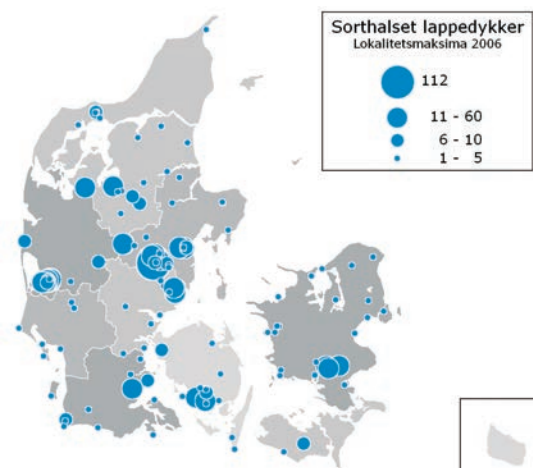 Sorthalset lappedykker
Lokalitetsmaksima 2006
112
11 - 60
6 - 10
1 - 5